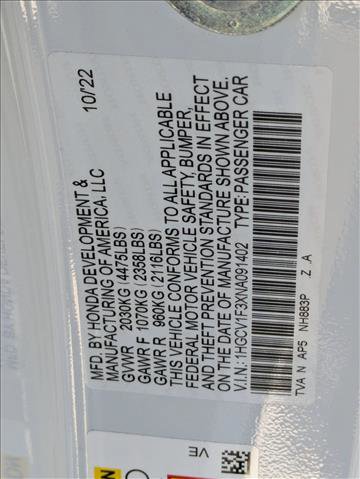 10/22
MFD. BY HONDA DEVELOPMENT &
MANUFACTURING OF AMERICA, LLC
GVWR 2030KG (4475LBS)
GAWR F 1070KG (2358LBS)
GAWR R 960KG (2116LBS)
THIS VEHICLE CONFORMS TO ALL APPLICABLE
FEDERAL MOTOR VEHICLE SAFETY, BUMPER,
AND THEFT PREVENTION STANDARDS IN EFFECT
ON THE DATE OF MANUFACTURE SHOWN ABOVE.
V.I.N.: 1HGCV1F3XNA091402 TYPE: PASSENGER CAR
TVA N AP5 NH883P Z .A
VE